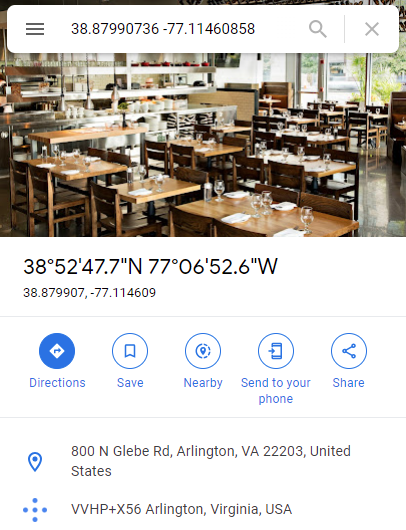 38.87990736 -77.11460858
38°52'47.7"N 77°06'52.6"W
38.879907, -77.114609
Directions
Save
Nearby
Send to your
phone
Share
800 N Glebe Rd, Arlington, VA 22203, United
States
VVHP+X56 Arlington, Virginia, USA